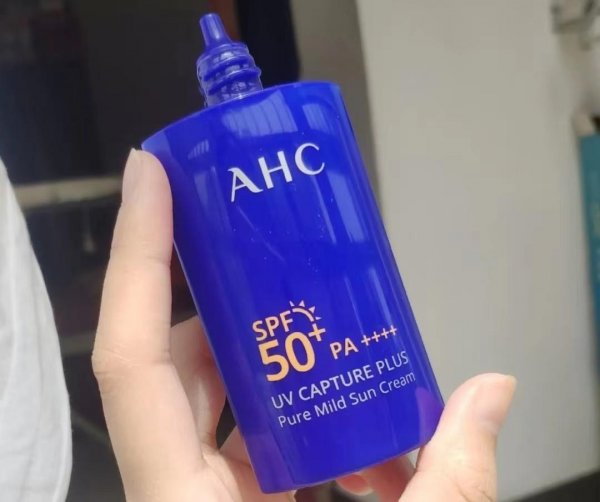 AHC
SPF
50+ PA ++++
UV CAPTURE PLUS
Pure Mild Sun Cream